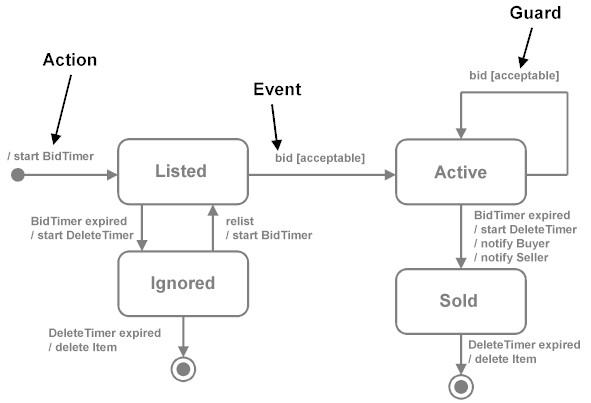 Guard
Action
bid [acceptable]
Event
/ start BidTimer
bid [acceptable]
Listed
Active
BidTimer expired
/ start DeleteTimer
relist
/ start BidTimer
BidTimer expired
/ start DeleteTimer
/ notify Buyer
/ notify Seller
Ignored
Sold
DeleteTimer expired
/ delete Item
DeleteTimer expired
/ delete Item